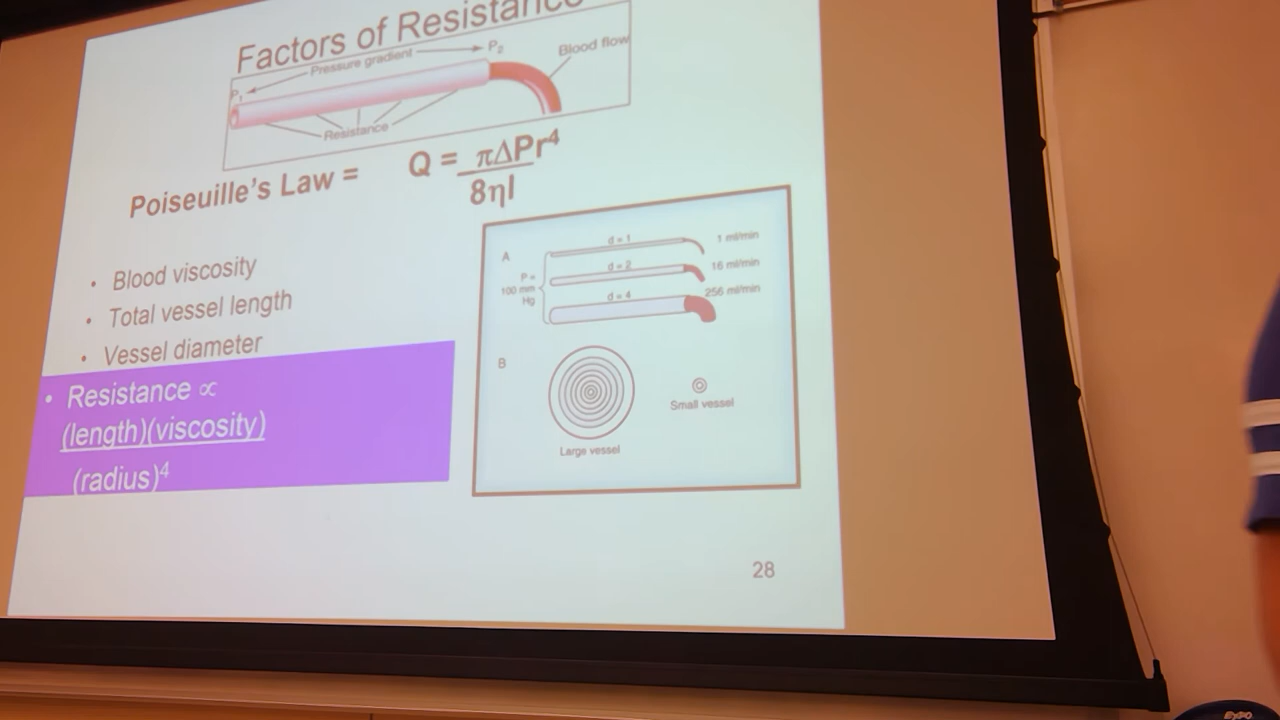 Factors of Resistance
P₁
Pressure gradient
P₂
Blood flow
Resistance
Poiseuille's Law = Q = πΔPr⁴
8ηl
• Blood viscosity
• Total vessel length
• Vessel diameter
• Resistance ∝
(length)(viscosity)
(radius)⁴
A
P =
100 mm
Hg
d = 1
1 ml/min
d = 2
16 ml/min
d = 4
256 ml/min
B
Large vessel
Small vessel
28